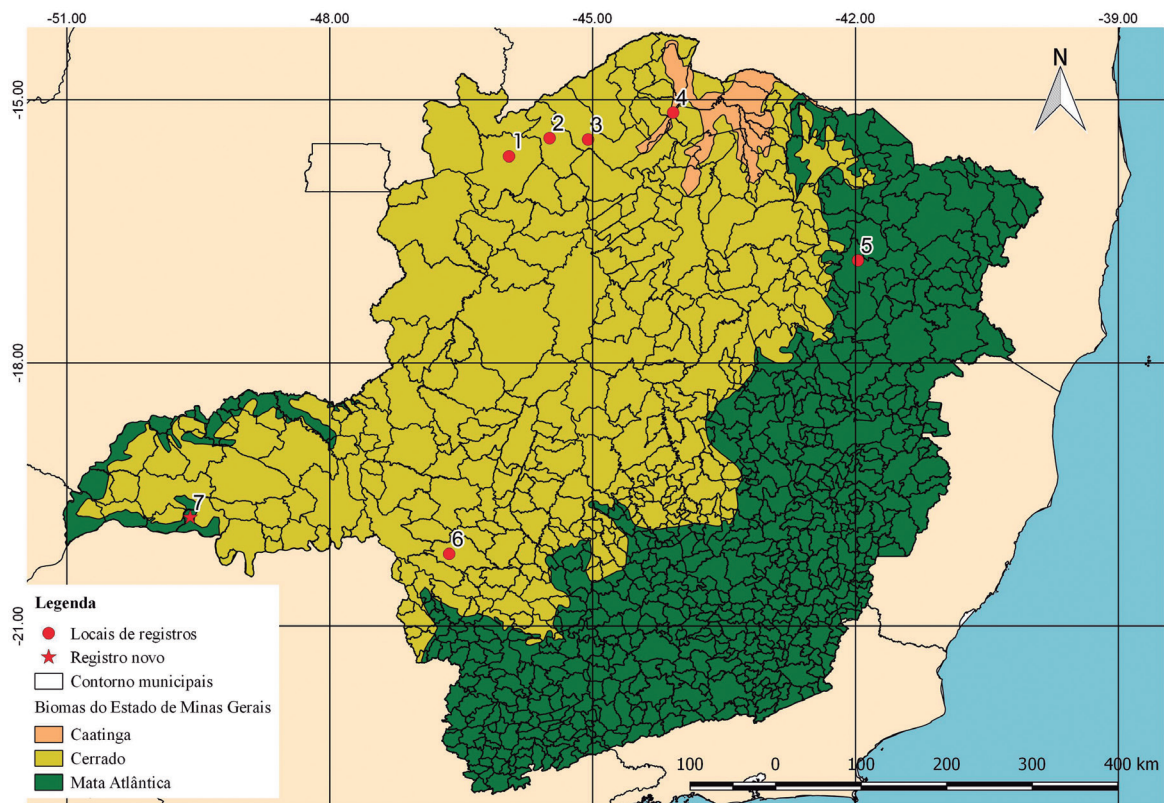 -51.00
-48.00
-45.00
-42.00
-39.00
N
-15.00
4
2
3
1
5
-18.00
7
6
-21.00
Legenda
Locais de registros
Registro novo
Contorno municipais
Biomas do Estado de Minas Gerais
Caatinga
Cerrado
Mata Atlântica
100 0 100 200 300 400 km